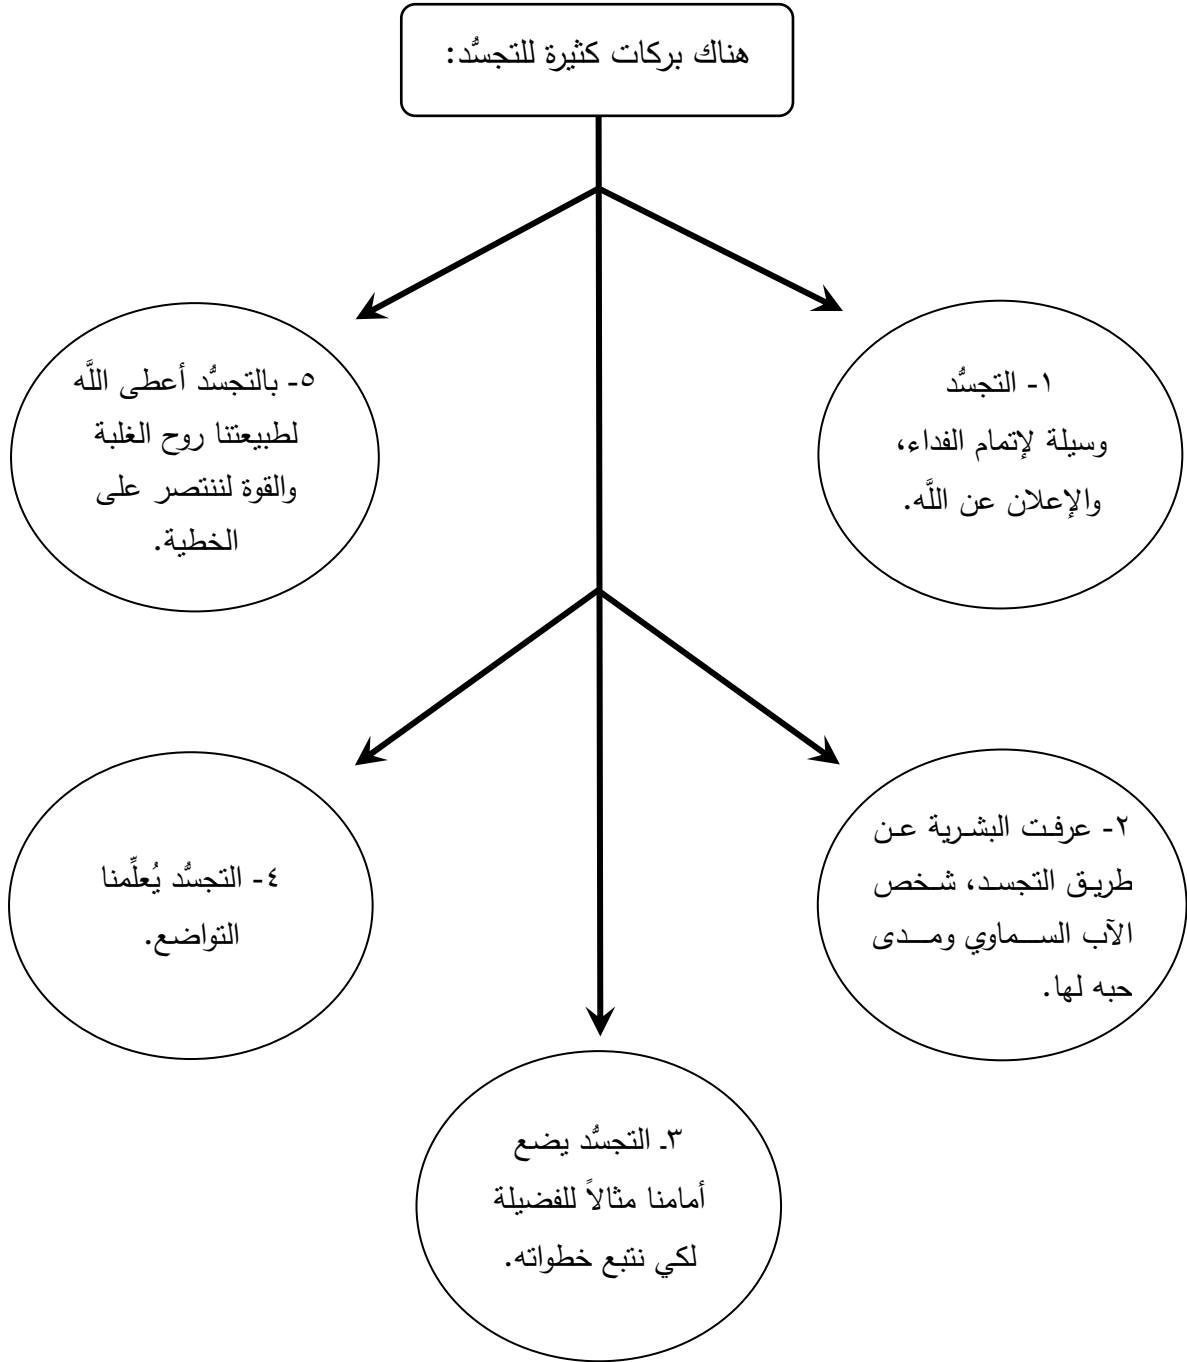 هناك بركات كثيرة للتجسُّد:
١- التجسُّد
وسيلة لإتمام الفداء،
والإعلان عن اللَّه.
٢- عرفت البشرية عن
طريق التجسد، شخص
الآب السماوي ومدى
حبه لها.
٣- التجسُّد يضع
أمامنا مثالاً للفضيلة
لكي نتبع خطواته.
٤- التجسُّد يُعلِّمنا
التواضع.
٥- بالتجسُّد أعطى اللَّه
لطبيعتنا روح الغلبة
والقوة لننتصر على
الخطية.